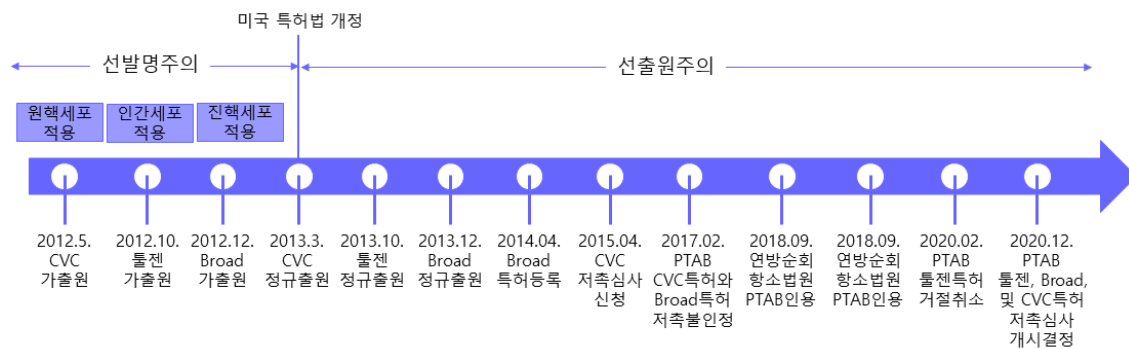 미국 특허법 개정
선발명주의
선출원주의
원핵세포
적용
인간세포
적용
진핵세포
적용
2012.5.
CVC
가출원
2012.10.
툴젠
가출원
2012.12.
Broad
가출원
2013.3.
CVC
정규출원
2013.10.
툴젠
정규출원
2013.12.
Broad
정규출원
2014.04.
Broad
특허등록
2015.04.
CVC
저촉심사
신청
2017.02.
PTAB
CVC특허와
Broad특허
저촉불인정
2018.09.
연방순회
항소법원
PTAB인용
2018.09.
연방순회
항소법원
PTAB인용
2020.02.
PTAB
툴젠특허
거절취소
2020.12.
PTAB
툴젠, Broad,
및 CVC특허
저촉심사
개시결정